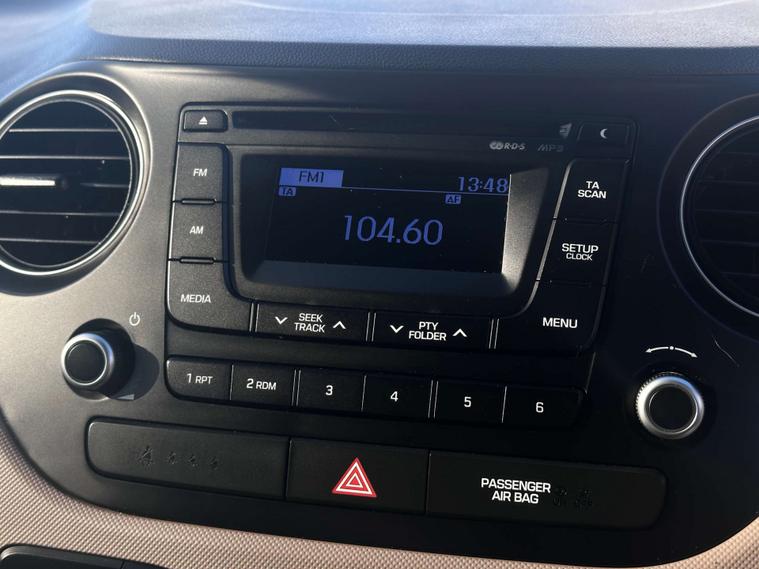 R·D·S MP3
FM
FM1 13:48
TA
SCAN
TA AF
AM
104.60
SETUP
CLOCK
MEDIA
SEEK
TRACK
PTY
FOLDER
MENU
1 RPT 2 RDM 3 4 5 6
PASSENGER
AIR BAG